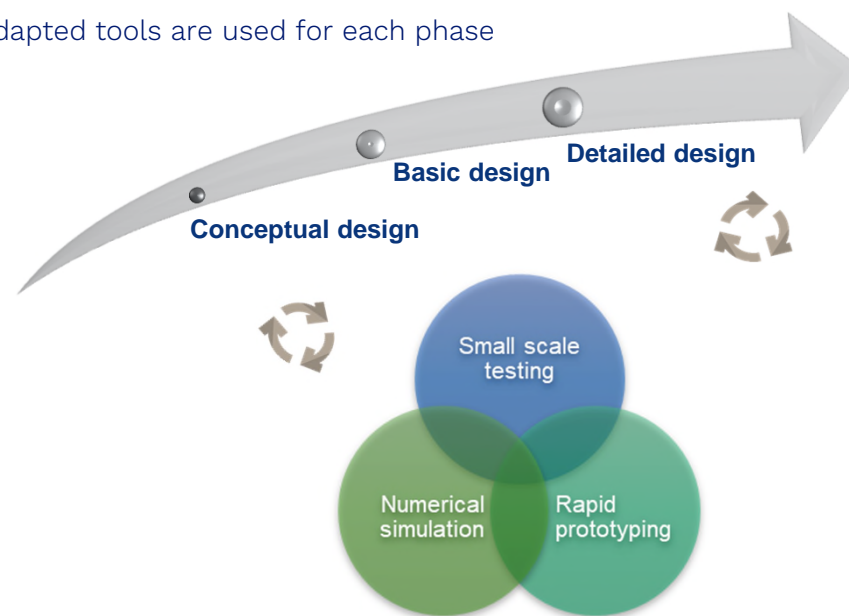 dapted tools are used for each phase
Detailed design
Basic design
Conceptual design
Small scale
testing
Numerical
simulation
Rapid
prototyping